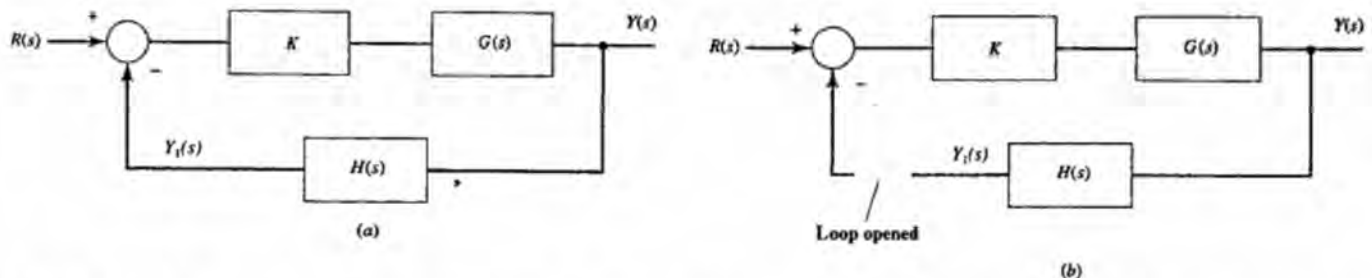 R(s)
+
−
K
G(s)
Y(s)
Y₁(s)
H(s)
(a)
R(s)
+
−
K
G(s)
Y(s)
Y₁(s)
H(s)
Loop opened
(b)